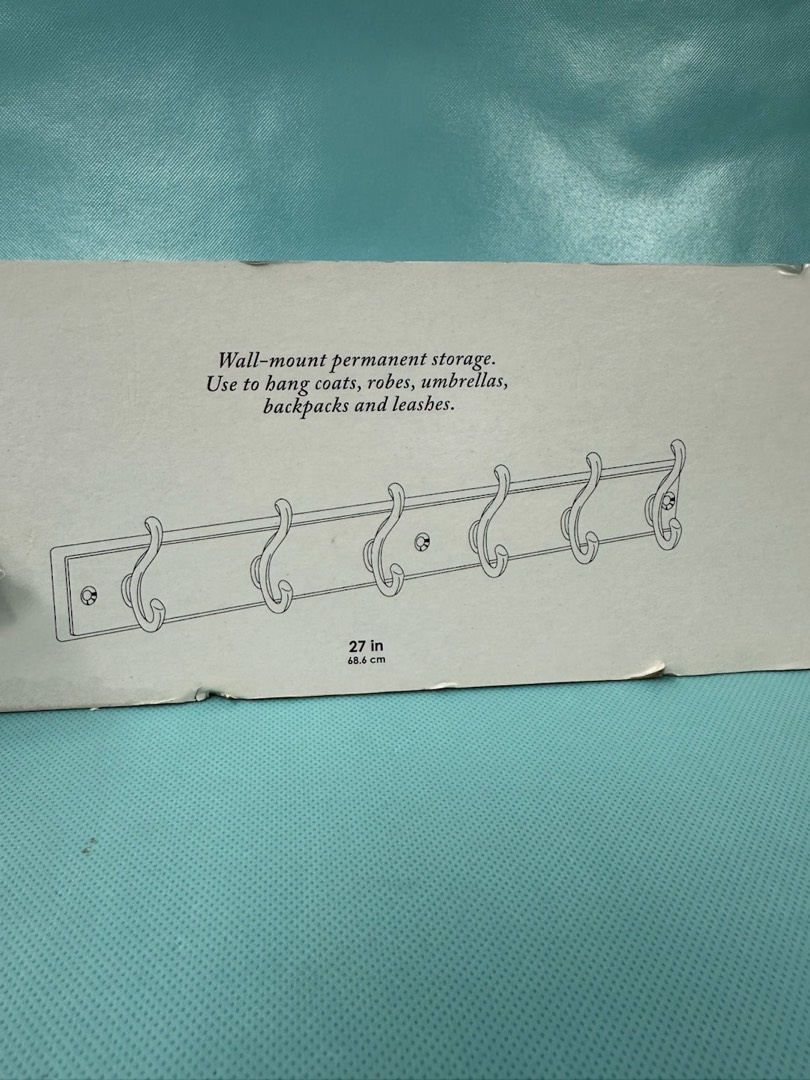 Wall-mount permanent storage.
Use to hang coats, robes, umbrellas,
backpacks and leashes.
27 in
68.6 cm